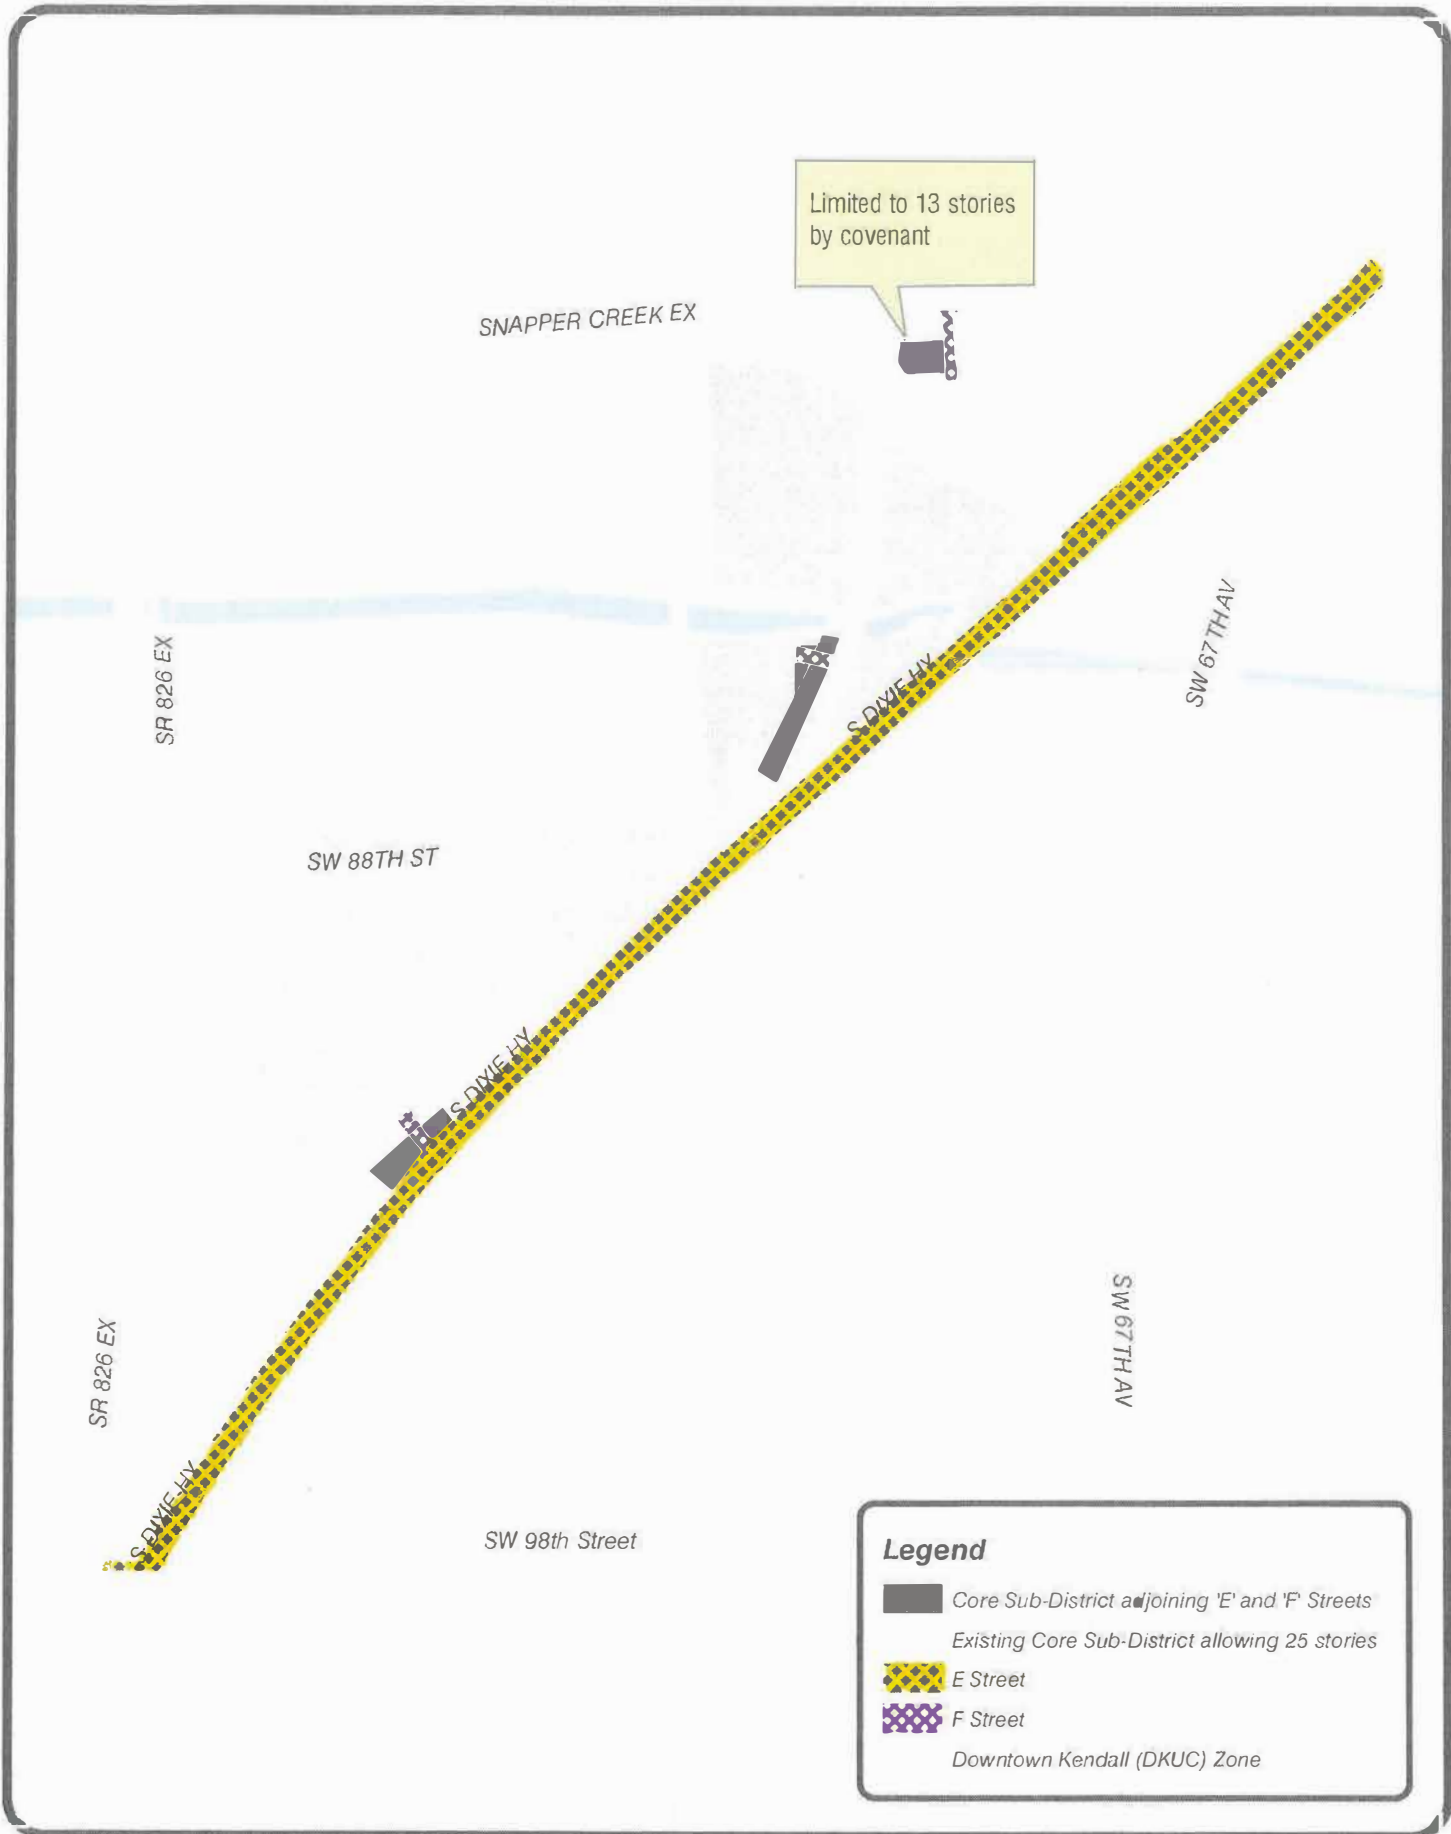 Limited to 13 stories
by covenant
SNAPPER CREEK EX
SW 67TH AV
SR 826 EX
S DIXIE HY
SW 88TH ST
S DIXIE HY
SW 67TH AV
SR 826 EX
S DIXIE HY
SW 98th Street
Legend
Core Sub-District adjoining 'E' and 'F' Streets
Existing Core Sub-District allowing 25 stories
E Street
F Street
Downtown Kendall (DKUC) Zone